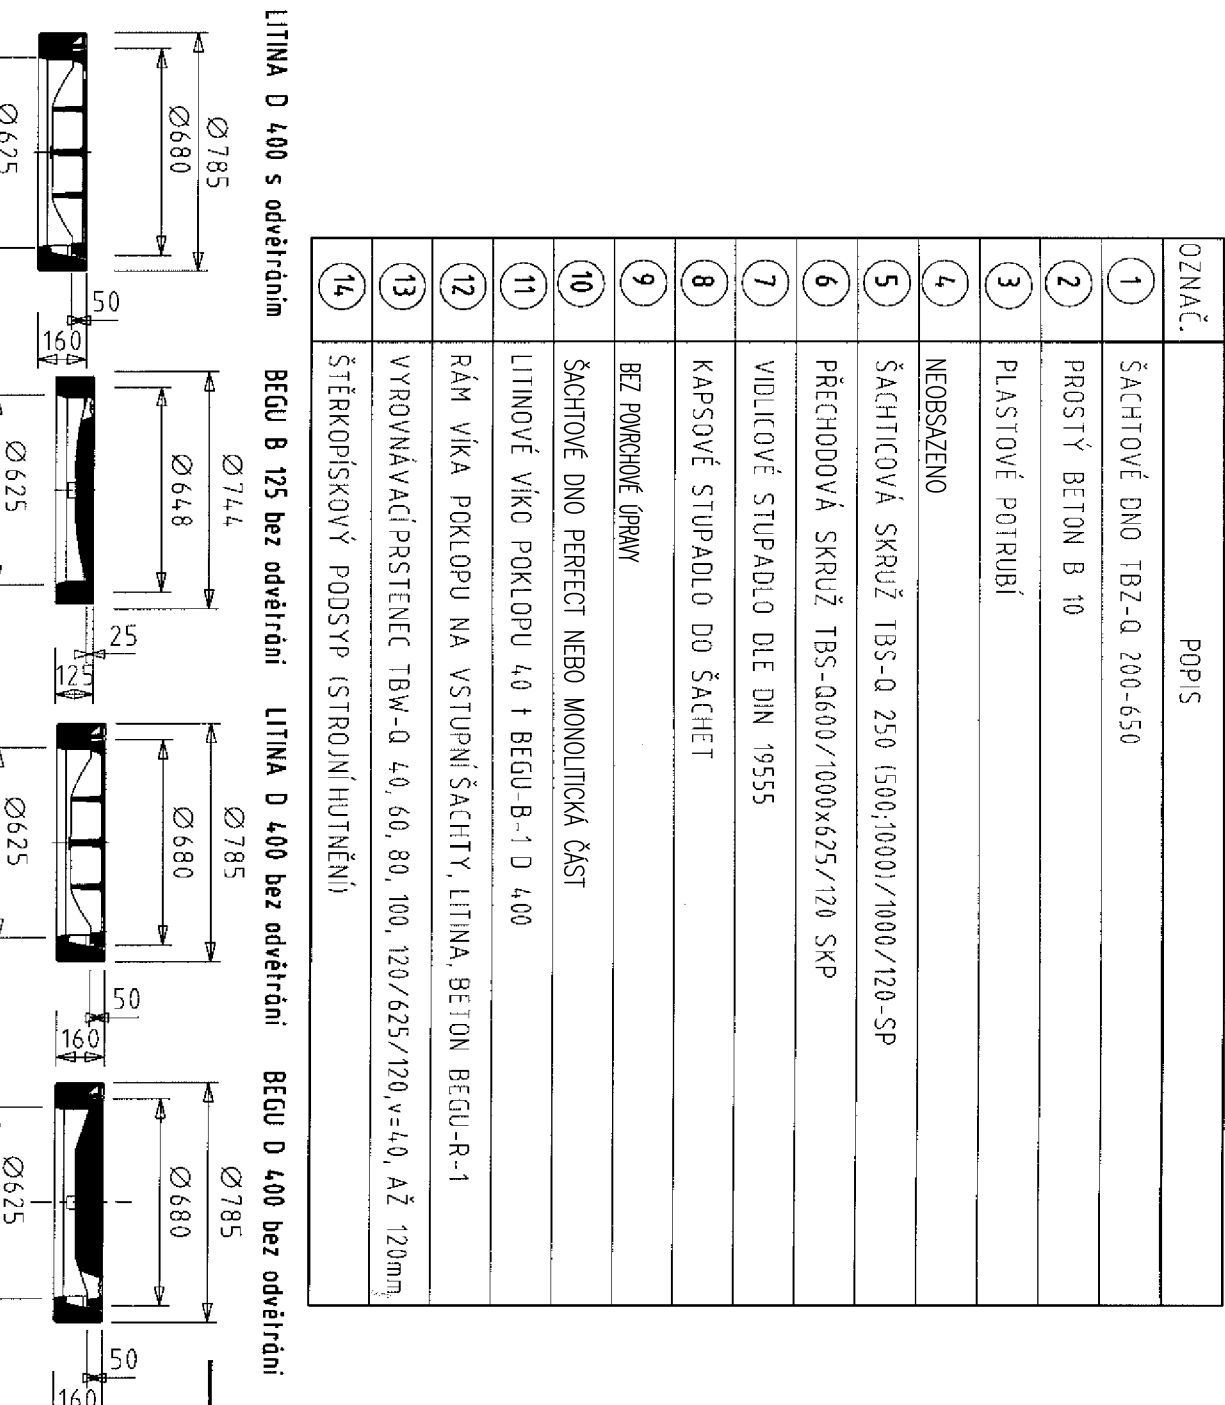 OZNAČ. POPIS
1 ŠACHTOVÉ DNO TBZ-Q 200-650
2 PROSTÝ BETON B 10
3 PLASTOVÉ POTRUBÍ
4 NEOBSAZENO
5 ŠACHTICOVÁ SKRUŽ TBS-Q 250 (500;1000)/1000/120-SP
6 PŘECHODOVÁ SKRUŽ TBS-Q600/1000x625/120 SKP
7 VIDLICOVÉ STUPADLO DLE DIN 19555
8 KAPSOVÉ STUPADLO DO ŠACHET
9 BEZ POVRCHOVÉ ÚPRAVY
10 ŠACHTOVÉ DNO PERFECT NEBO MONOLITICKÁ ČÁST
11 LITINOVÉ VÍKO POKLOPU 40 t BEGU-B-1 D 400
12 RÁM VÍKA POKLOPU NA VSTUPNÍ ŠACHTY, LITINA, BETON BEGU-R-1
13 VYROVNÁVACÍ PRSTENEC TBW-Q 40, 60, 80, 100, 120/625/120,v=40, AŽ 120mm
14 ŠTĚRKOPÍSKOVÝ PODSYP (STROJNÍ HUTNĚNÍ)
LITINA D 400 s odvětráním
Ø785
Ø680
50
160
Ø625
BEGU B 125 bez odvětrání
Ø744
Ø648
25
125
Ø625
LITINA D 400 bez odvětrání
Ø785
Ø680
50
160
Ø625
BEGU D 400 bez odvětrání
Ø785
Ø680
50
160
Ø625